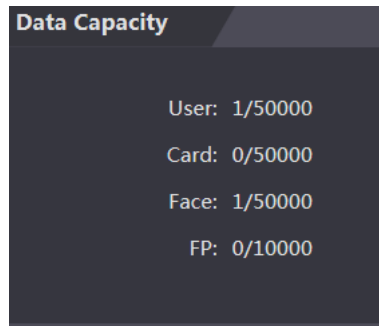 Data Capacity
User: 1/50000
Card: 0/50000
Face: 1/50000
FP: 0/10000